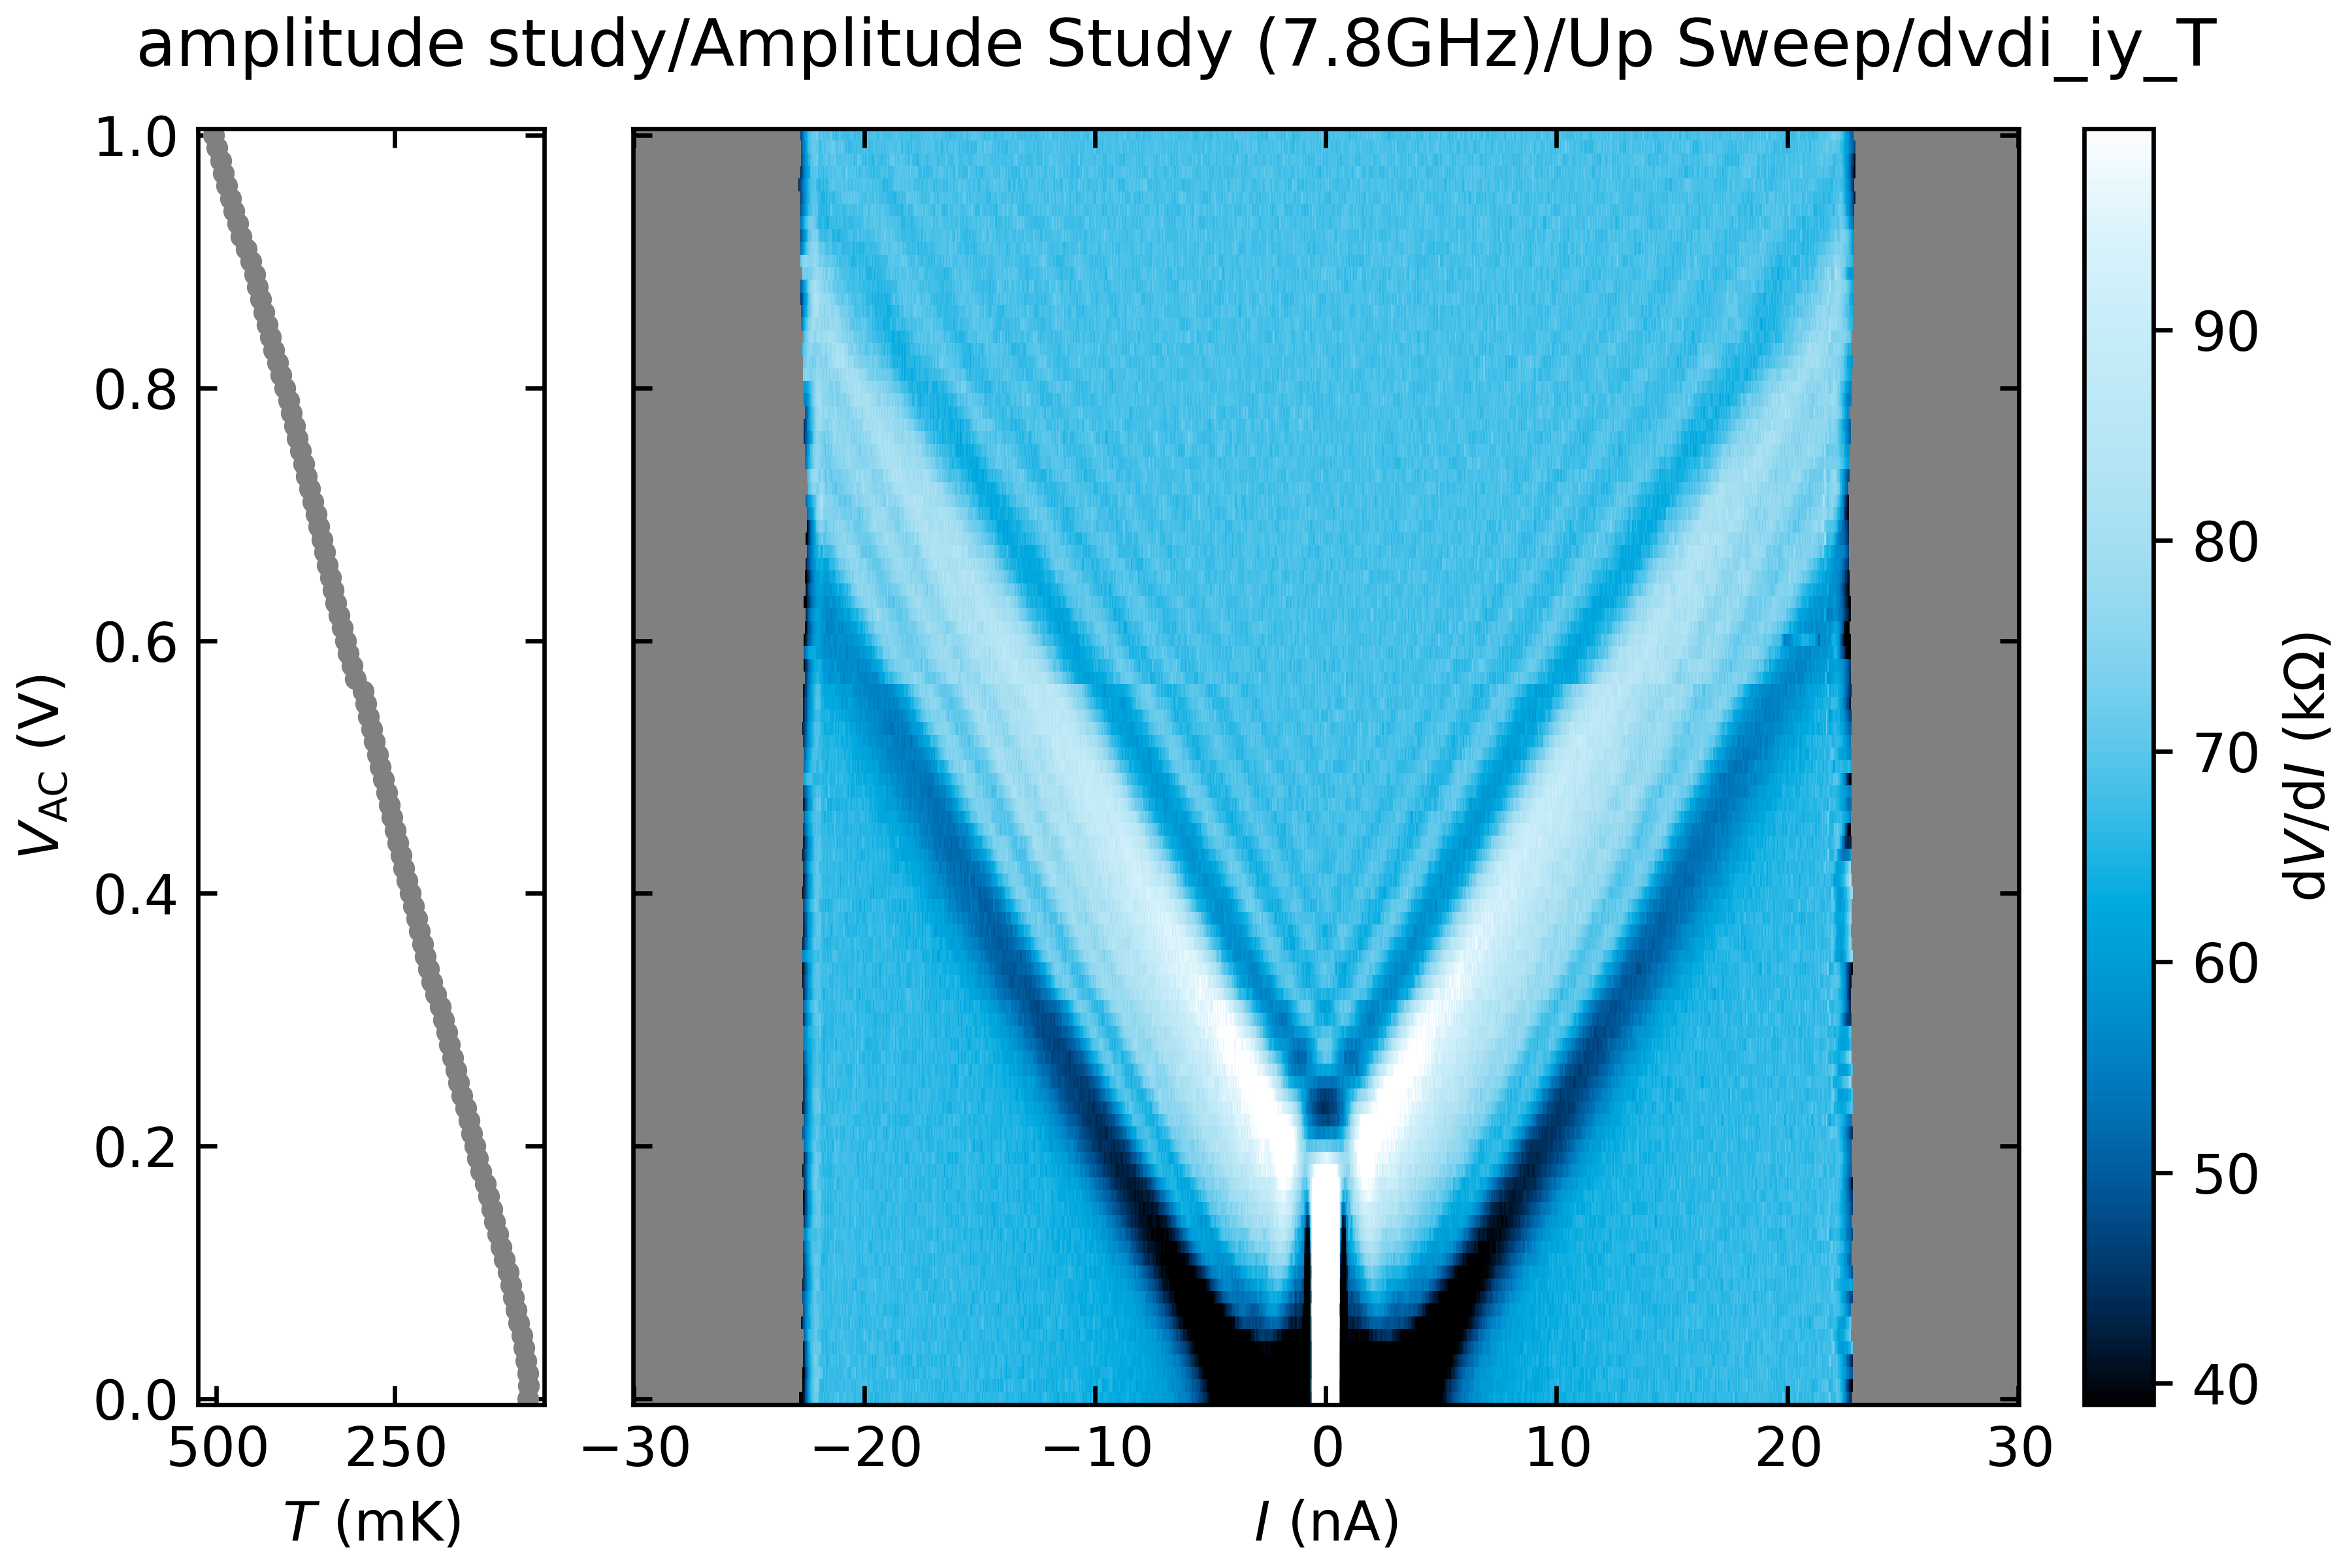 amplitude study/Amplitude Study (7.8GHz)/Up Sweep/dvdi_iy_T
V_AC (V)
1.0
0.8
0.6
0.4
0.2
0.0
500 250
T (mK)
−30 −20 −10 0 10 20 30
I (nA)
90
80
70
60
50
40
dV/dI (kΩ)